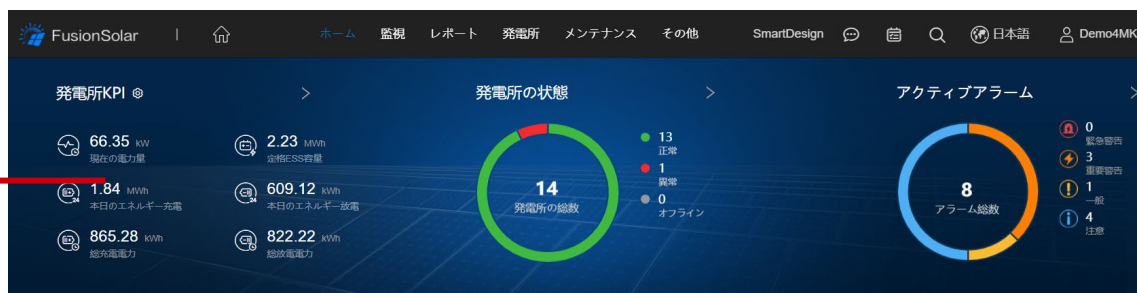 FusionSolar ホーム 監視 レポート 発電所 メンテナンス その他 SmartDesign 日本語 Demo4MK
発電所KPI
66.35 kW
現在の電力量
2.23 MWh
定格ESS容量
1.84 MWh
本日のエネルギー充電
609.12 kWh
本日のエネルギー放電
865.28 kWh
総充電電力
822.22 kWh
総放電電力
発電所の状態
14
発電所の総数
13
正常
1
異常
0
オフライン
アクティブアラーム
8
アラーム総数
0
緊急警告
3
重要警告
1
一般
4
注意